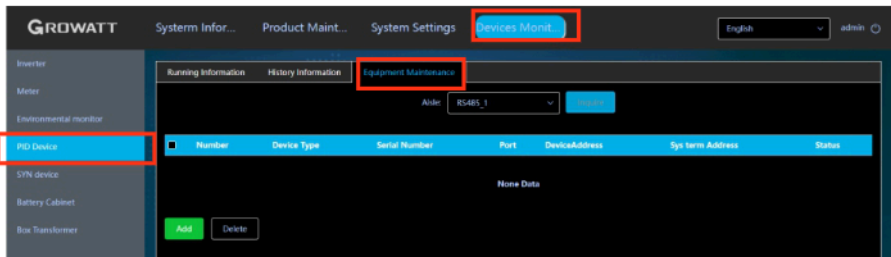 GROWATT
Systerm Infor... Product Maint... System Settings Devices Monit... English admin
Inverter
Meter
Environmental monitor
PID Device
SYN device
Battery Cabinet
Box Transformer
Running Information History Information Equipment Maintenance
Aisle: RS485_1
Number Device Type Serial Number Port DeviceAddress Sys term Address Status
None Data
Add Delete